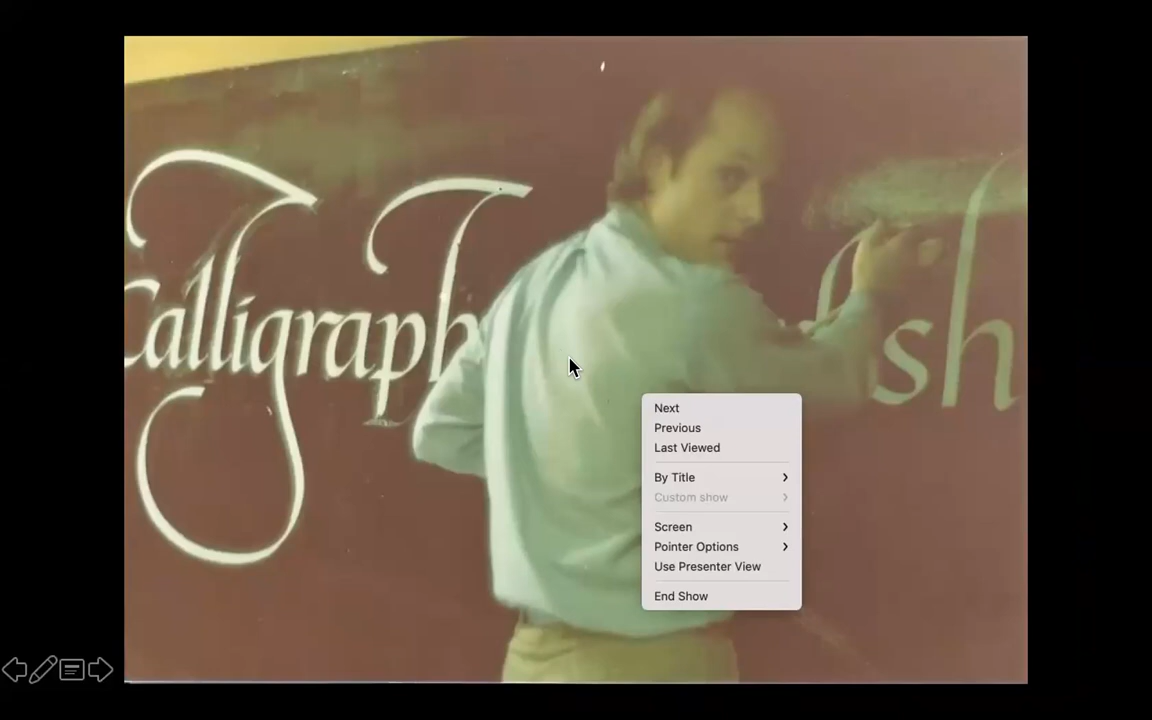 Calligraph
sh
Next
Previous
Last Viewed
By Title
Custom show
Screen
Pointer Options
Use Presenter View
End Show